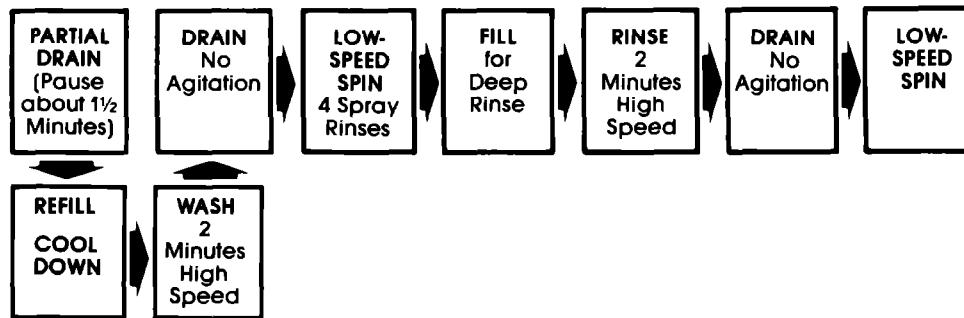 PARTIAL
DRAIN
(Pause
about 1½
Minutes)
REFILL
COOL
DOWN
WASH
2
Minutes
High
Speed
DRAIN
No
Agitation
LOW-
SPEED
SPIN
4 Spray
Rinses
FILL
for
Deep
Rinse
RINSE
2
Minutes
High
Speed
DRAIN
No
Agitation
LOW-
SPEED
SPIN